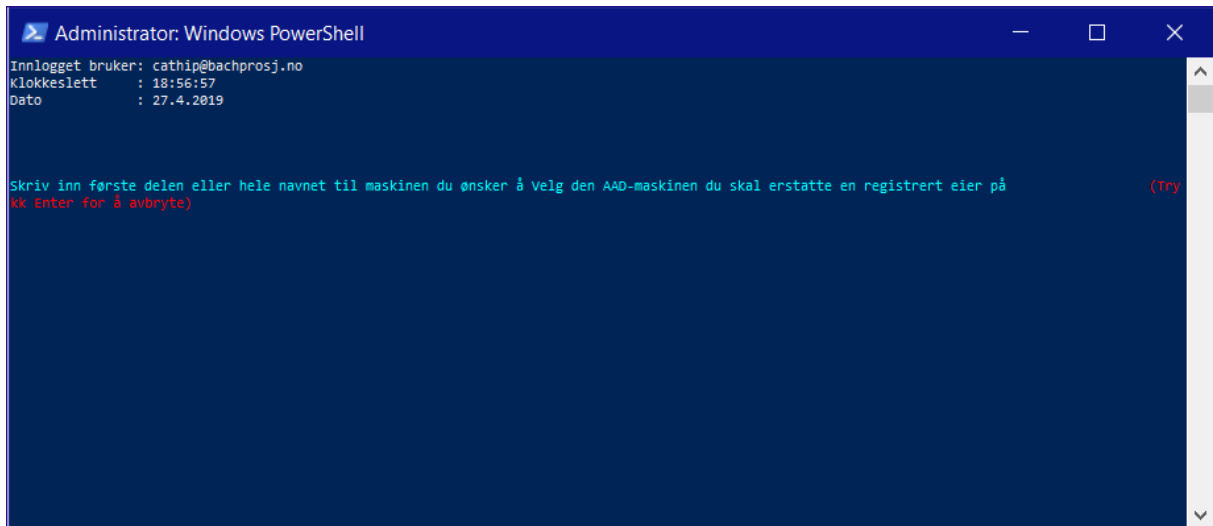 Administrator: Windows PowerShell
Innlogget bruker: cathip@bachprosj.no
Klokkeslett : 18:56:57
Dato : 27.4.2019
Skriv inn første delen eller hele navnet til maskinen du ønsker å Velg den AAD-maskinen du skal erstatte en registrert eier på (Try
kk Enter for å avbryte)